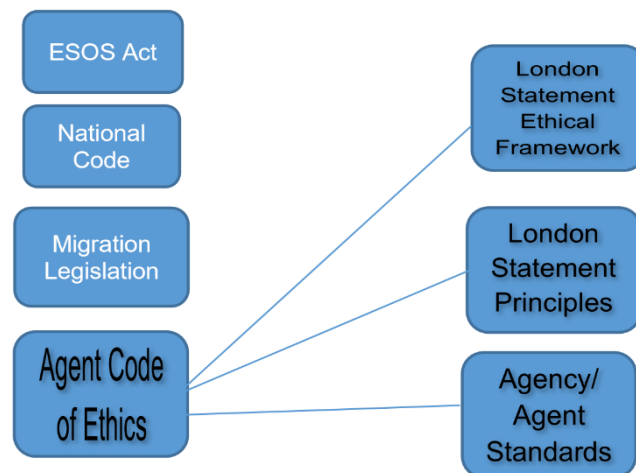 ESOS Act
National
Code
Migration
Legislation
Agent Code
of Ethics
London
Statement
Ethical
Framework
London
Statement
Principles
Agency/
Agent
Standards